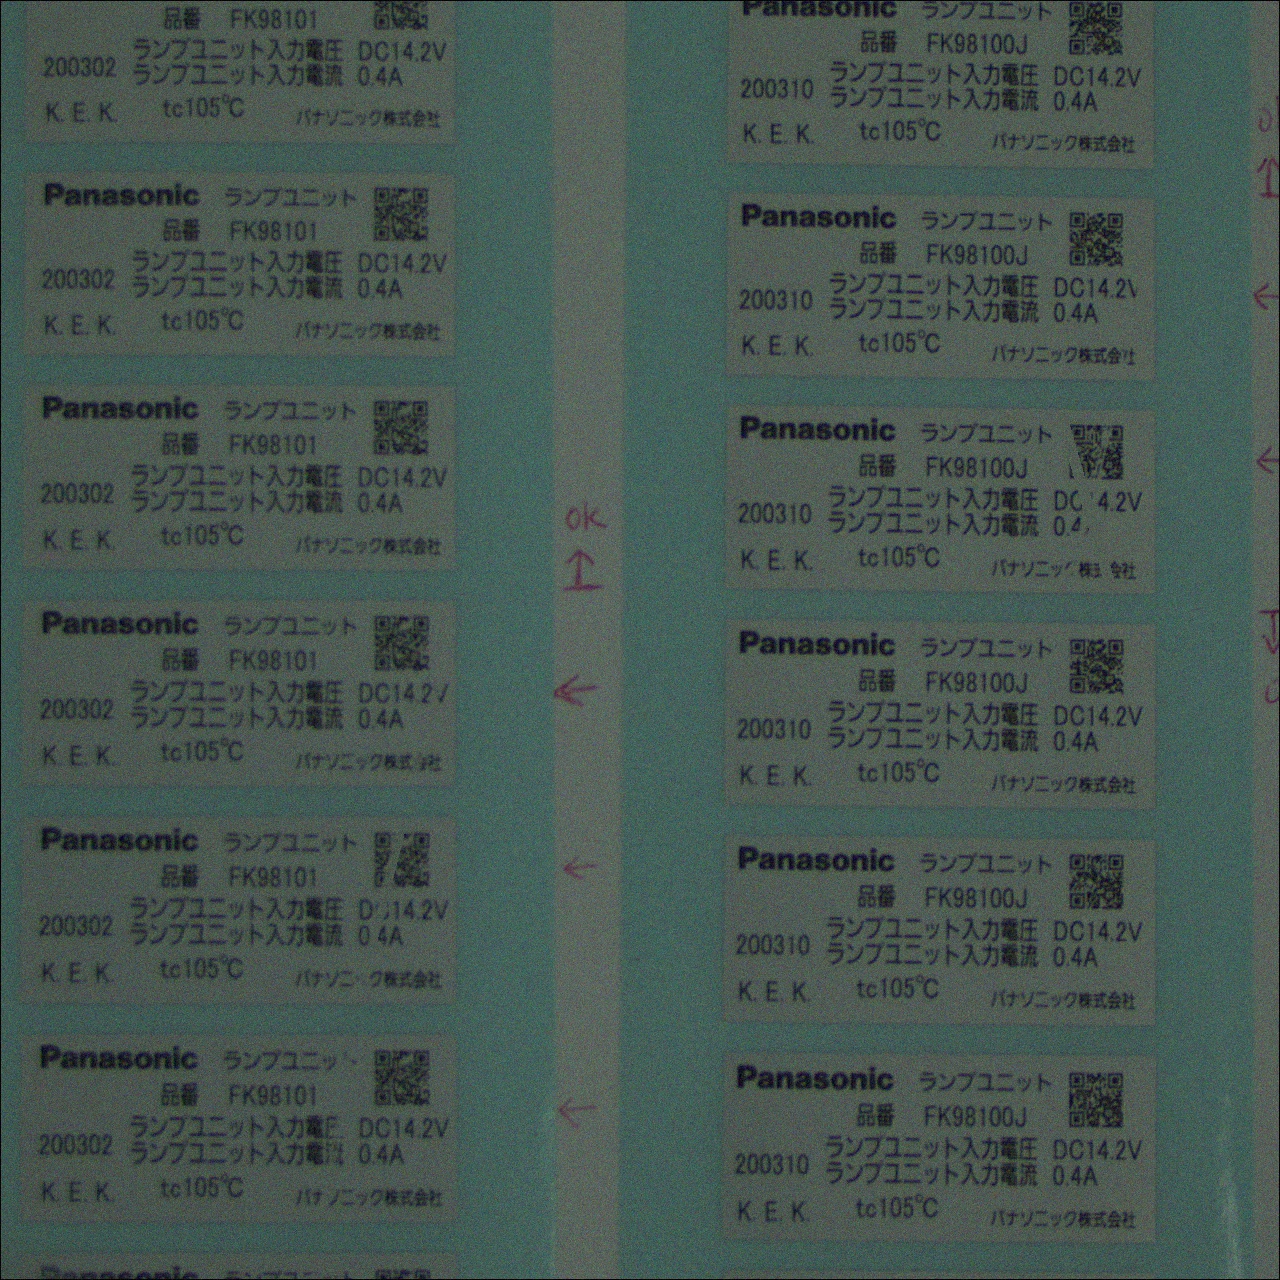 品番 FK98101
ランプユニット入力電圧 DC14.2V
200302 ランプユニット入力電流 0.4A
K. E. K. tc105℃ パナソニック株式会社
Panasonic ランプユニット
品番 FK98101
ランプユニット入力電圧 DC14.2V
200302 ランプユニット入力電流 0.4A
K. E. K. tc105℃ パナソニック株式会社
Panasonic ランプユニット
品番 FK98101
ランプユニット入力電圧 DC14.2V
200302 ランプユニット入力電流 0.4A
K. E. K. tc105℃ パナソニック株式会社
Panasonic ランプユニット
品番 FK98101
ランプユニット入力電圧 DC14.2
200302 ランプユニット入力電流 0.4A
K. E. K. tc105℃ パナソニック株式 社
Panasonic ランプユニット
品番 FK98101
ランプユニット入力電圧 D 14.2V
200302 ランプユニット入力電流 0 4A
K. E. K. tc105℃ パナソニ ク株式会社
Panasonic ランプユニッ
品番 FK98101
ランプユニット入力電 DC14.2V
200302 ランプユニット入力電 0.4A
K. E. K. tc105℃ パナソニック株式会社
ok
Panasonic ランプユニット
品番 FK98100J
ランプユニット入力電圧 DC14.2V
200310 ランプユニット入力電流 0.4A
K. E. K. tc105℃ パナソニック株式会社
Panasonic ランプユニット
品番 FK98100J
ランプユニット入力電圧 DC14.2V
200310 ランプユニット入力電流 0.4A
K. E. K. tc105℃ パナソニック株式会社
Panasonic ランプユニット
品番 FK98100J
ランプユニット入力電圧 DC 4.2V
200310 ランプユニット入力電流 0.4
K. E. K. tc105℃ パナソニッ 株 会社
Panasonic ランプユニット
品番 FK98100J
ランプユニット入力電圧 DC14.2V
200310 ランプユニット入力電流 0.4A
K. E. K. tc105℃ パナソニック株式会社
Panasonic ランプユニット
品番 FK98100J
ランプユニット入力電圧 DC14.2V
200310 ランプユニット入力電流 0.4A
K. E. K. tc105℃ パナソニック株式会社
Panasonic ランプユニット
品番 FK98100J
ランプユニット入力電圧 DC14.2V
200310 ランプユニット入力電流 0.4A
K. E. K. tc105℃ パナソニック株式会社